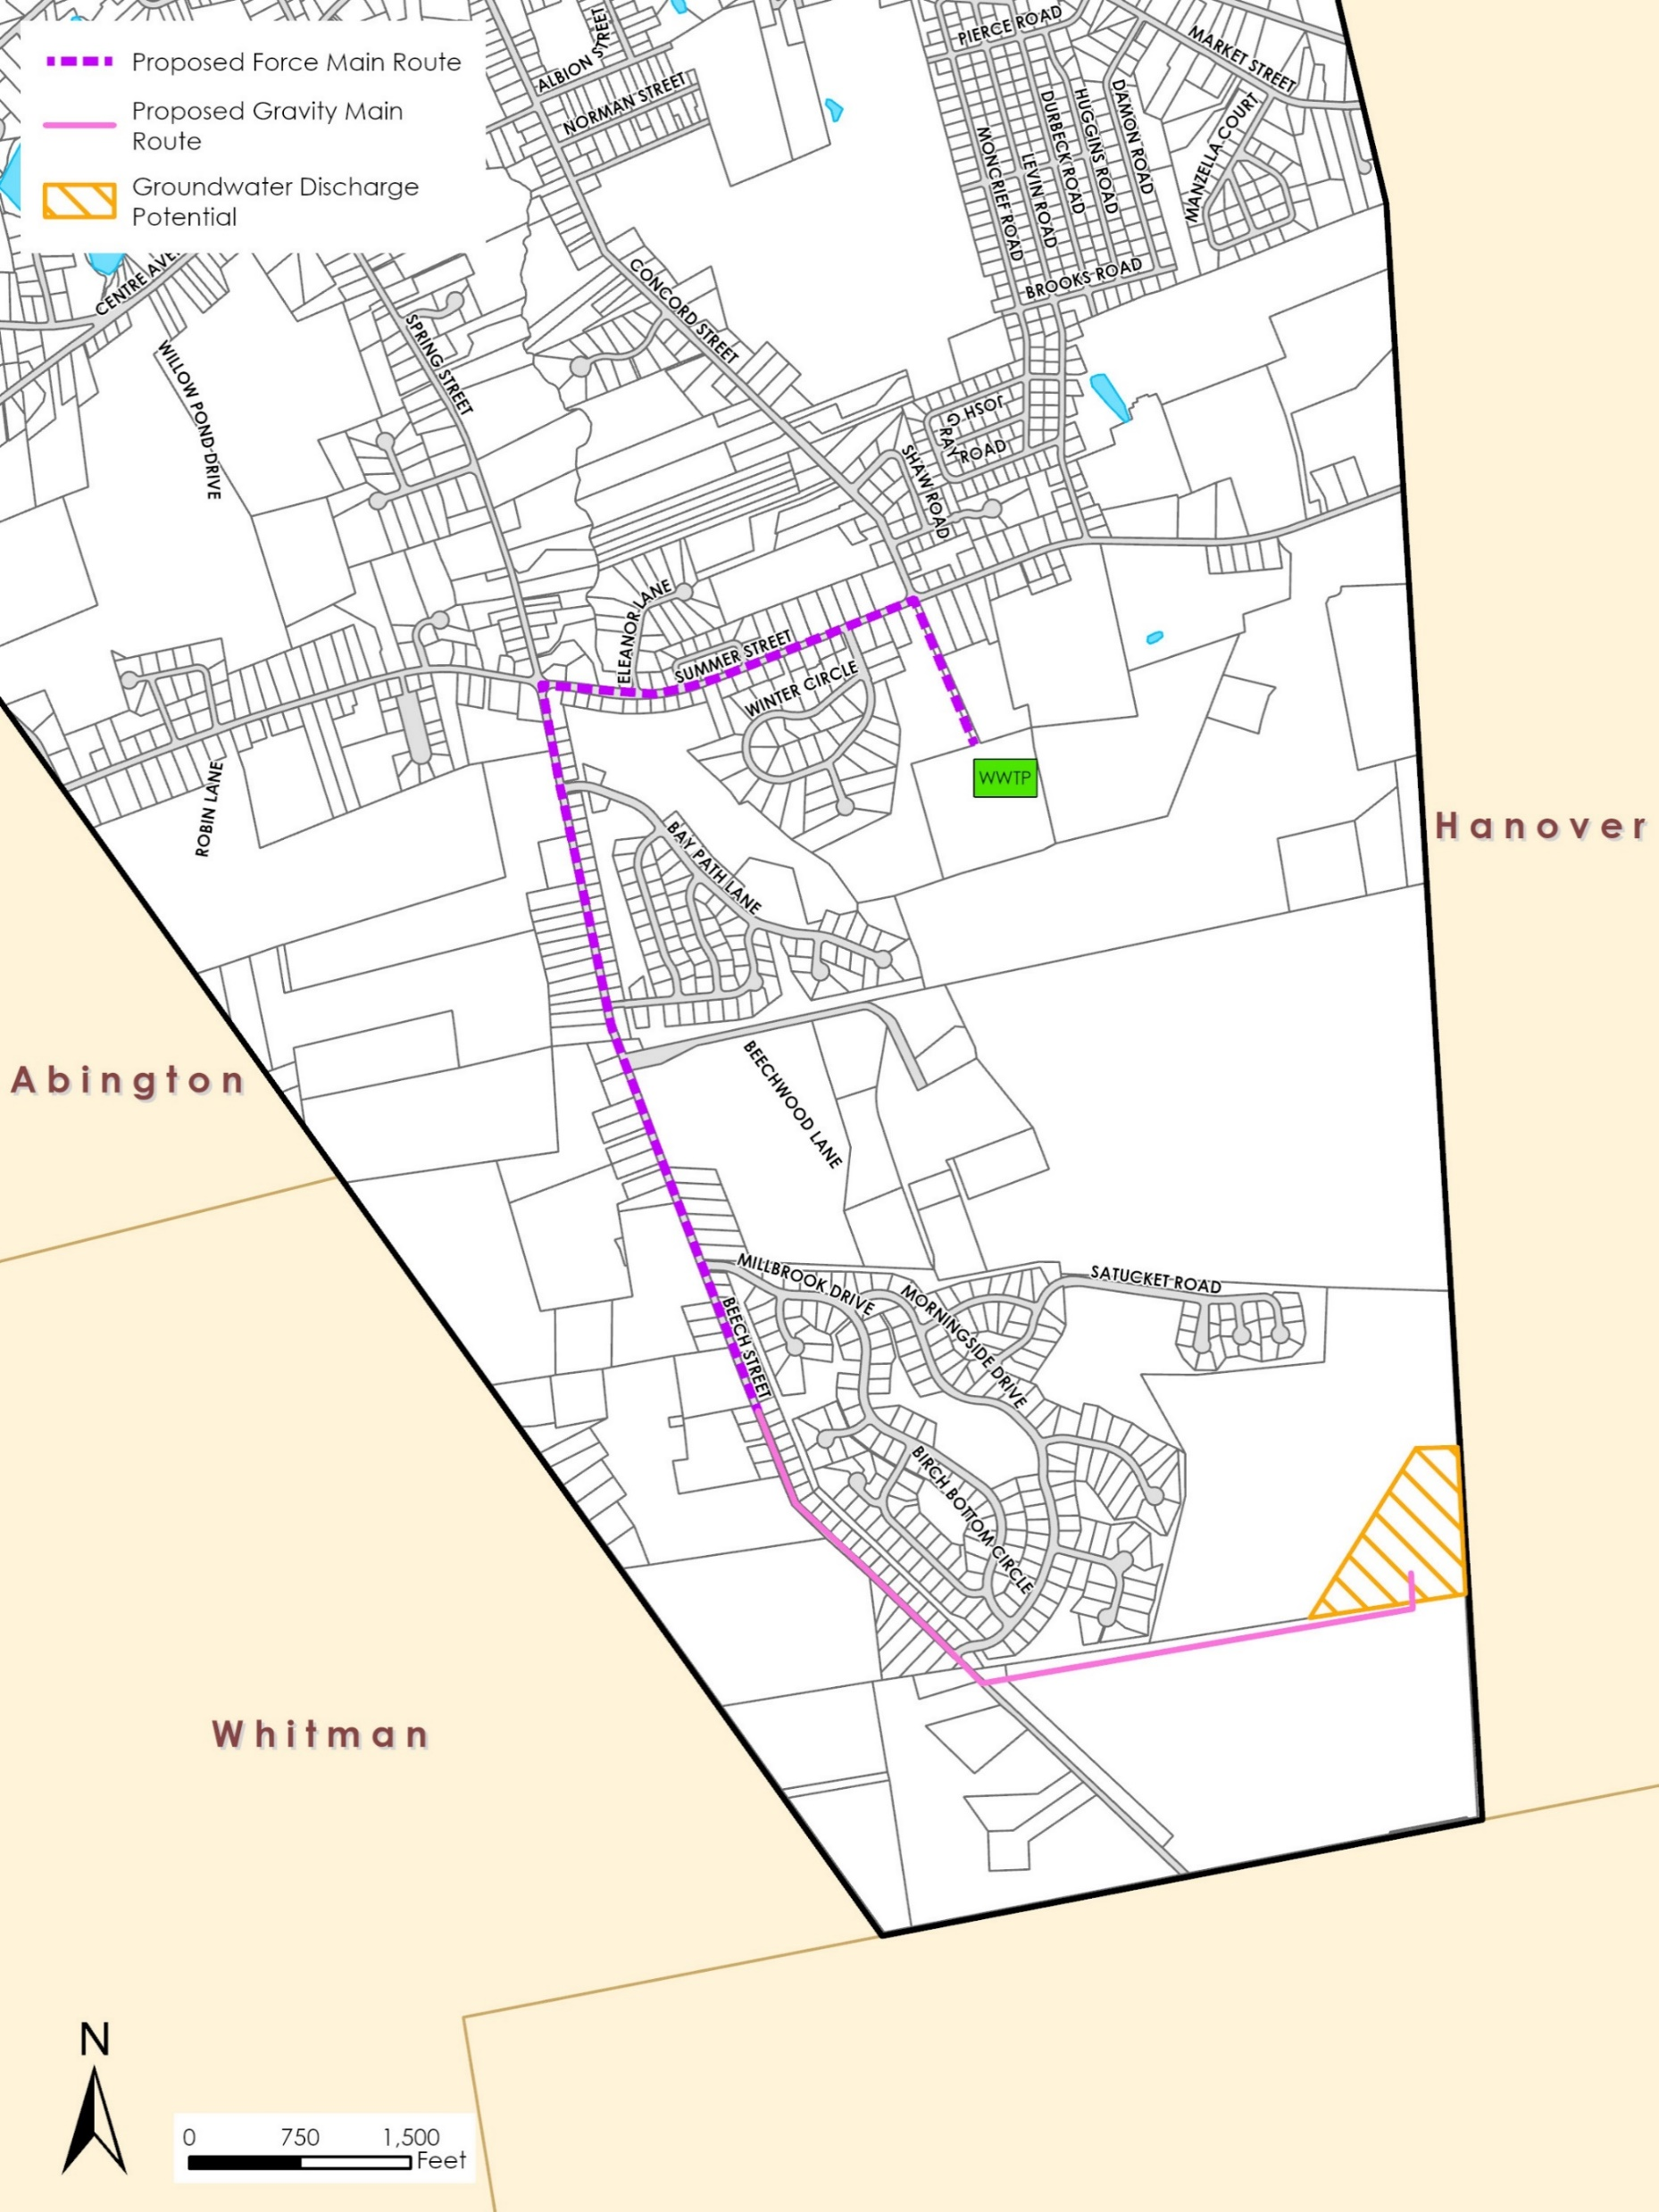 Proposed Force Main Route
Proposed Gravity Main
Route
Groundwater Discharge
Potential
ALBION STREET
NORMAN STREET
PIERCE ROAD
MARKET STREET
MONCRIEF ROAD
LEVIN ROAD
DURBECK ROAD
HUGGINS ROAD
DAMON ROAD
MANZELLA COURT
BROOKS ROAD
CENTRE AVE
WILLOW POND DRIVE
SPRING STREET
CONCORD STREET
JOSH GRAY ROAD
SHAW ROAD
ELEANOR LANE
SUMMER STREET
WINTER CIRCLE
WWTP
ROBIN LANE
BAY PATH LANE
Hanover
Abington
BEECHWOOD LANE
MILLBROOK DRIVE
MORNINGSIDE DRIVE
SATUCKET ROAD
BEECH STREET
BIRCH BOTTOM CIRCLE
Whitman
N
0 750 1,500
Feet